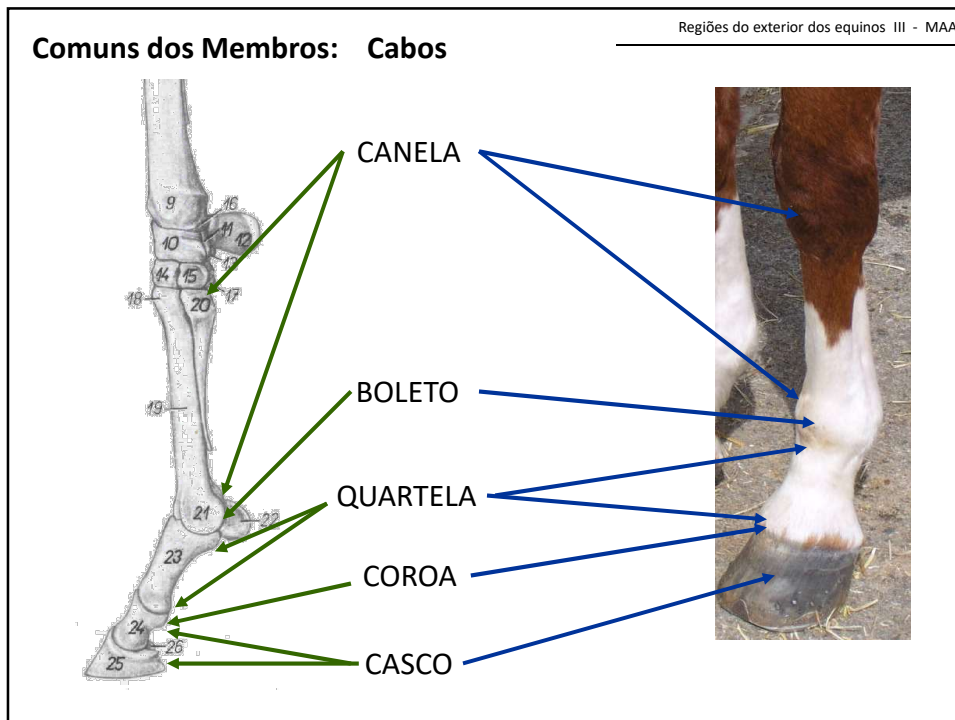 Regiões do exterior dos equinos III - MAA
Comuns dos Membros: Cabos
CANELA
BOLETO
QUARTELA
COROA
CASCO
9
16
11
10
12
13
14
15
17
18
20
19
21
22
23
24
26
25